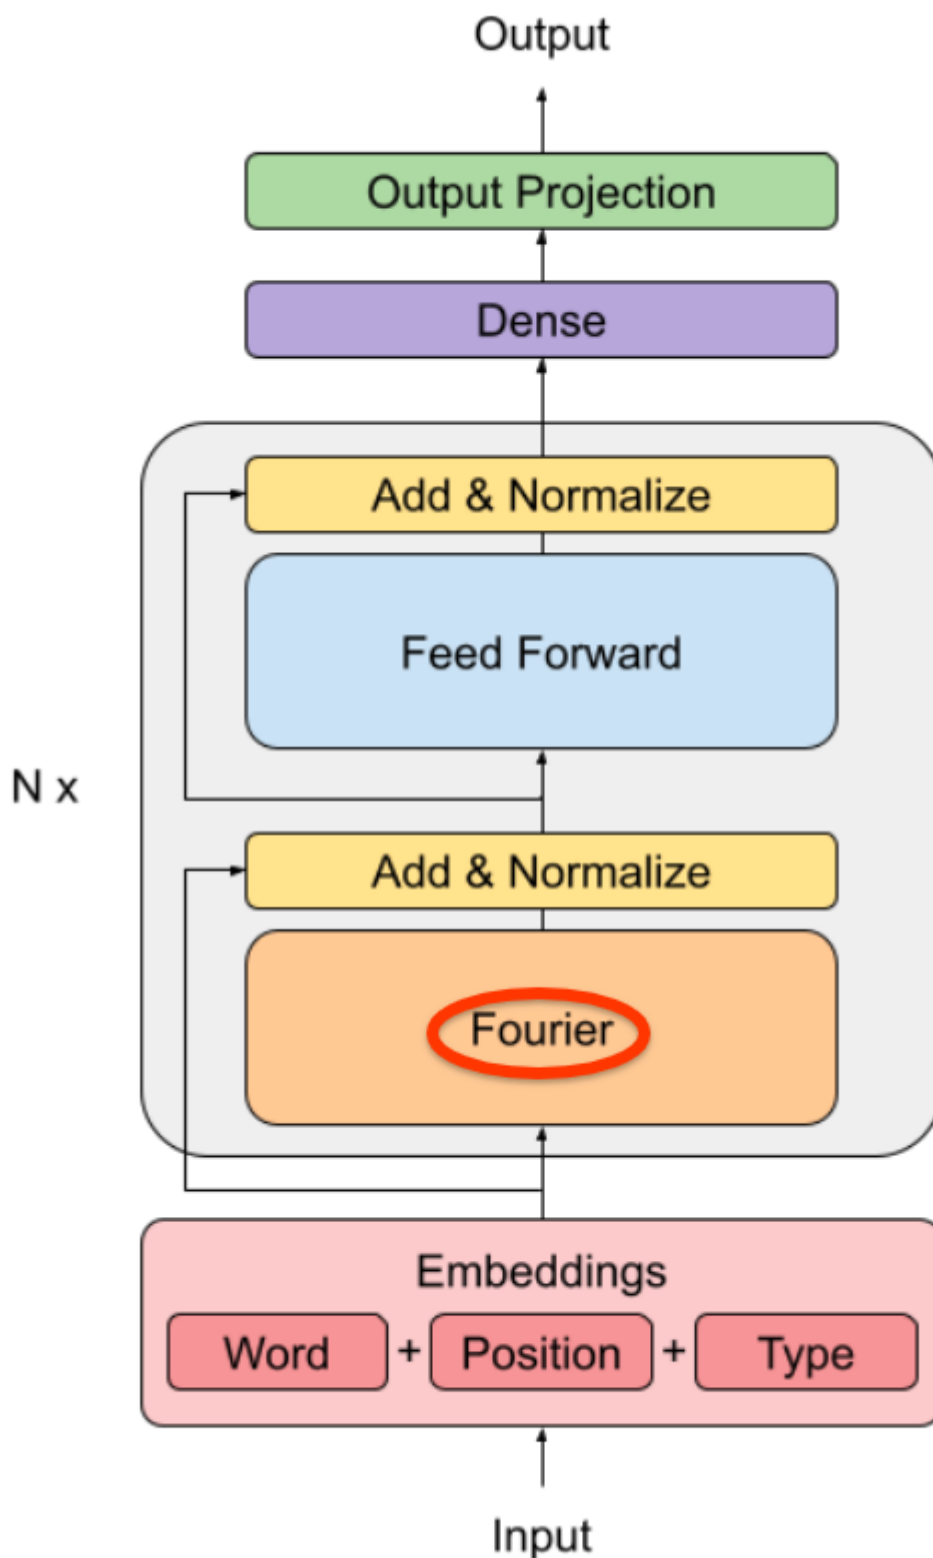 Output
Output Projection
Dense
Add & Normalize
Feed Forward
N x
Add & Normalize
Fourier
Embeddings
Word + Position + Type
Input